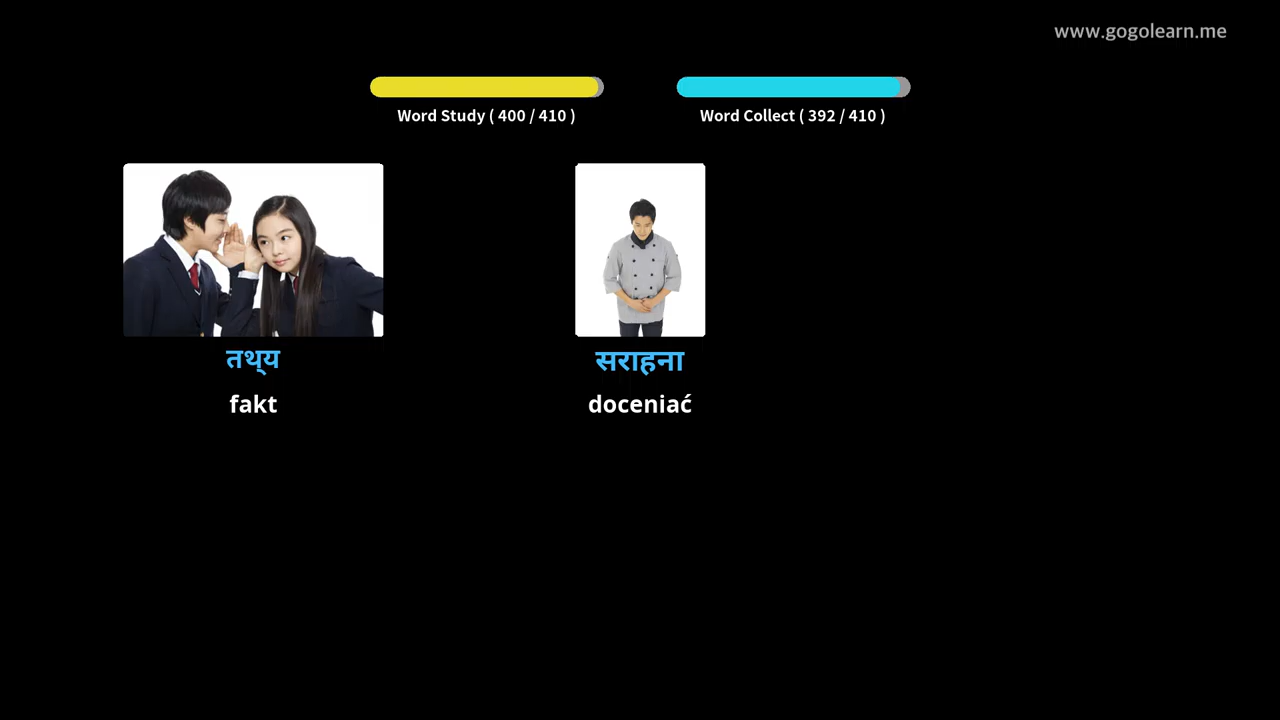 www.gogolearn.me
Word Study ( 400 / 410 )
Word Collect ( 392 / 410 )
तथ्य
सराहना
fakt
doceniać